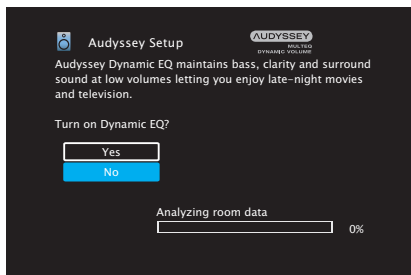 Audyssey Setup
AUDYSSEY
MULTEQ
DYNAMIC VOLUME
Audyssey Dynamic EQ maintains bass, clarity and surround
sound at low volumes letting you enjoy late-night movies
and television.
Turn on Dynamic EQ?
Yes
No
Analyzing room data
0%